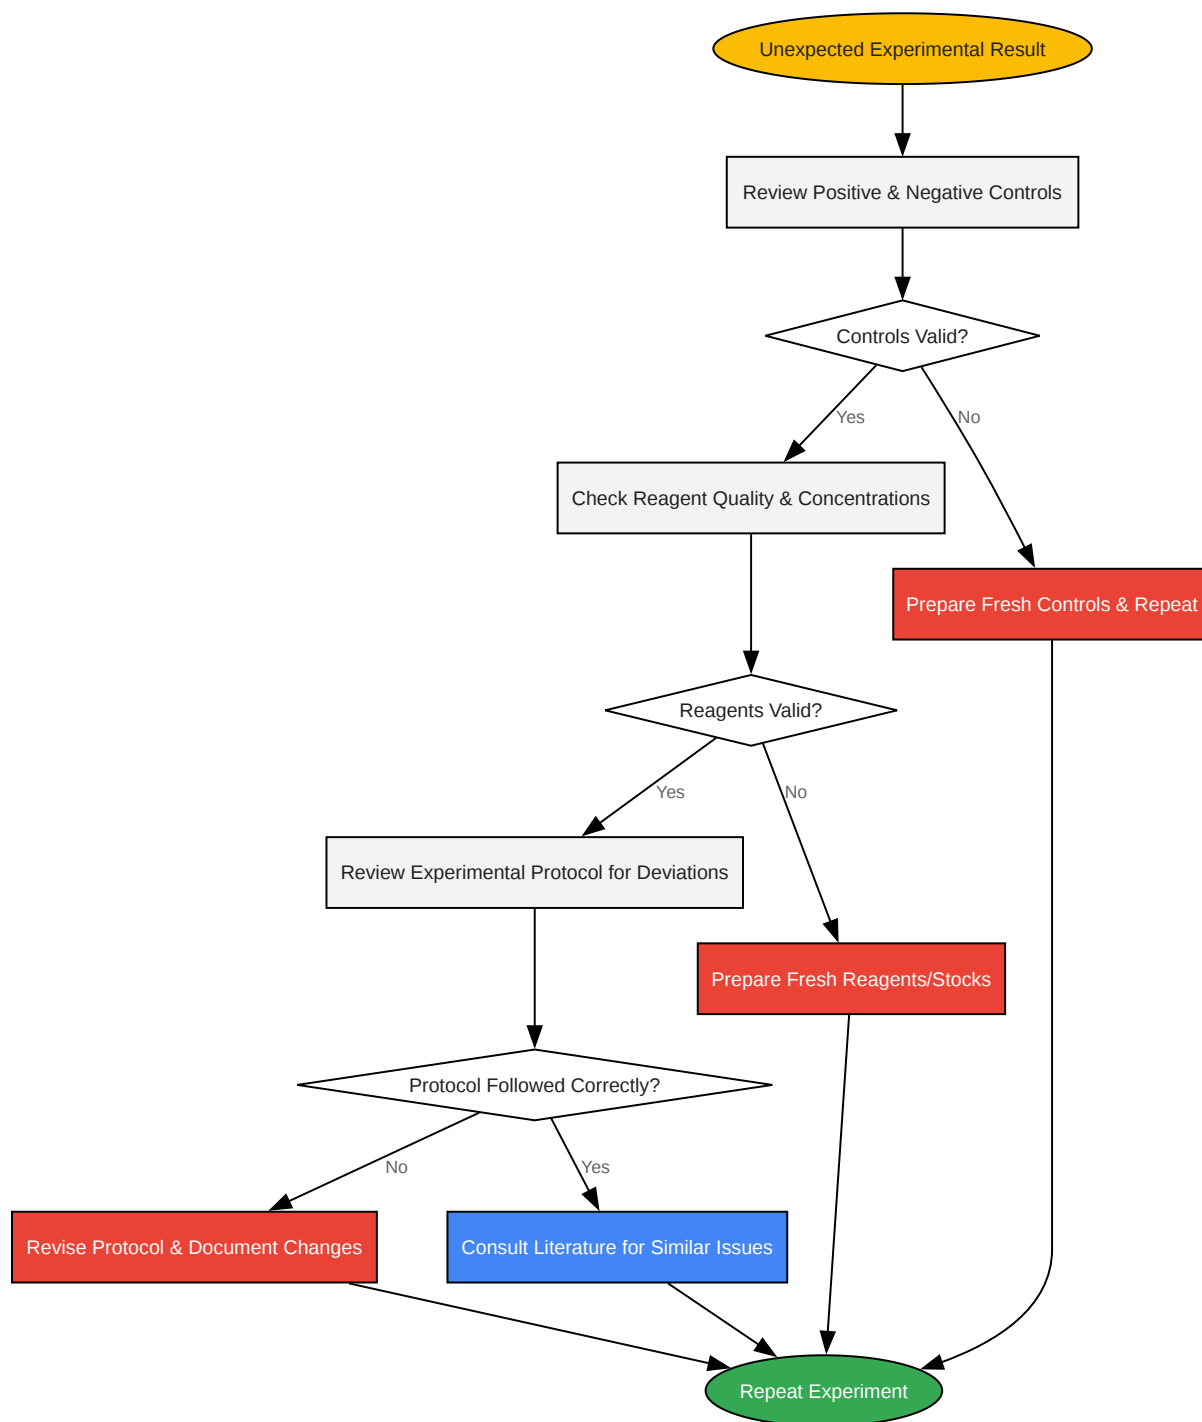 Unexpected Experimental Result
Review Positive & Negative Controls
Controls Valid?
Yes
No
Check Reagent Quality & Concentrations
Prepare Fresh Controls & Repeat
Reagents Valid?
Yes
No
Review Experimental Protocol for Deviations
Prepare Fresh Reagents/Stocks
Protocol Followed Correctly?
No
Yes
Revise Protocol & Document Changes
Consult Literature for Similar Issues
Repeat Experiment